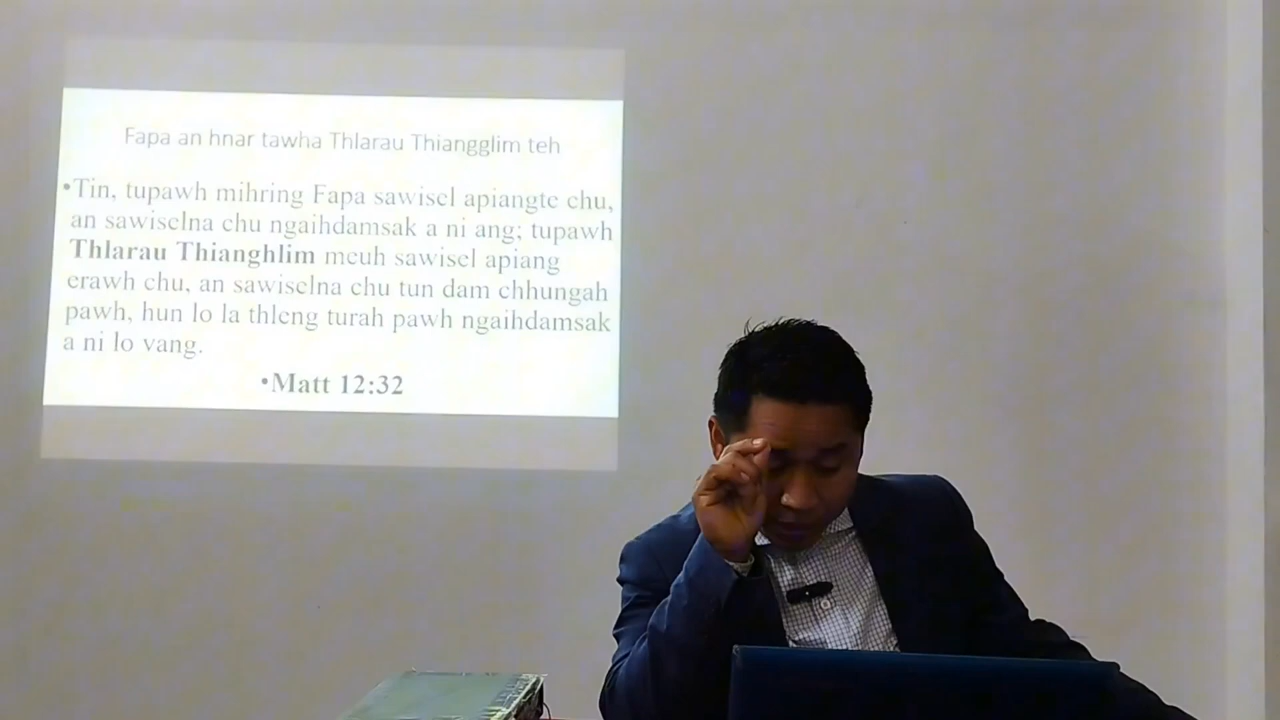 Fapa an hnar tawha Thlarau Thiangglim teh
•Tin, tupawh mihring Fapa sawisel apiangte chu,
an sawiselna chu ngaihdamsak a ni ang; tupawh
Thlarau Thianghlim meuh sawisel apiang
erawh chu, an sawiselna chu tun dam chhungah
pawh, hun lo la thleng turah pawh ngaihdamsak
a ni lo vang.
•Matt 12:32